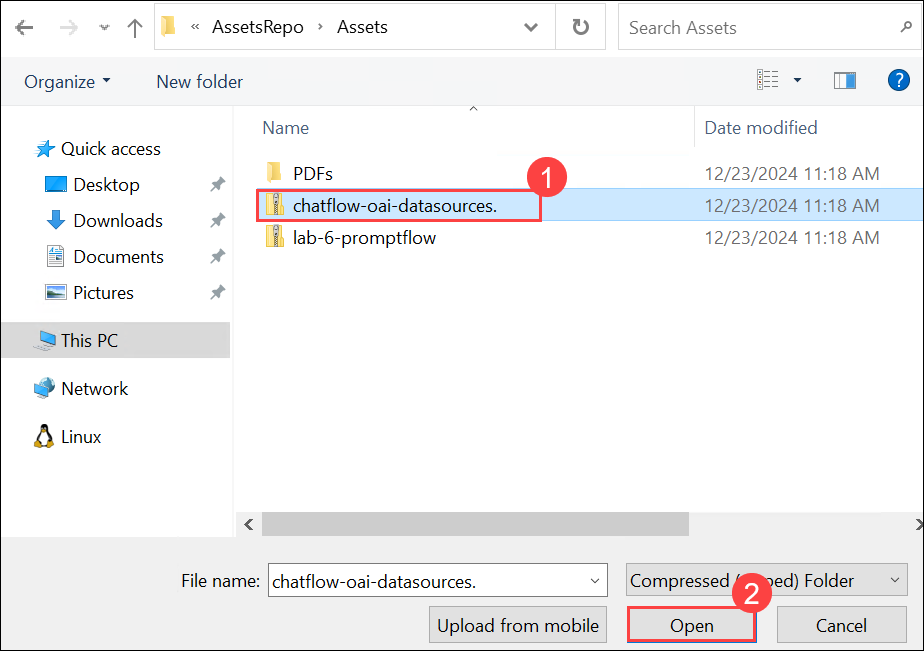 « AssetsRepo › Assets
Search Assets
Organize
New folder
?
Name
Date modified
Quick access
Desktop
Downloads
Documents
Pictures
This PC
Network
Linux
PDFs
12/23/2024 11:18 AM
1
chatflow-oai-datasources.
12/23/2024 11:18 AM
lab-6-promptflow
12/23/2024 11:18 AM
File name:
chatflow-oai-datasources.
Compressed ( ped) Folder
2
Upload from mobile
Open
Cancel